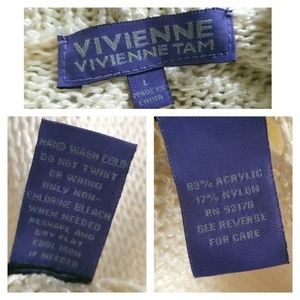 VIVIENNE
VIVIENNE TAM
L
MADE IN
CHINA
HAND WASH COLD
DO NOT TWIST
OR WRING
ONLY NON-
CHLORINE BLEACH
WHEN NEEDED
RESHAPE AND
DRY FLAT
COOL IRON
IF NEEDED
83% ACRYLIC
17% NYLON
RN 93178
SEE REVERSE
FOR CARE